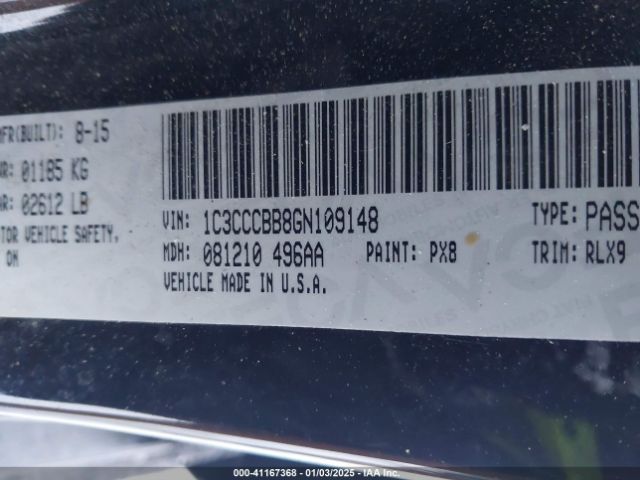 MFR(BUILT): 8-15
01185 KG
02612 LB
VEHICLE SAFETY.
ON
VIN: 1C3CCCBB8GN109148 TYPE: PASS
MDH: 081210 496AA PAINT: PX8 TRIM: RLX9
VEHICLE MADE IN U.S.A.
000-41167368 - 01/03/2025 - IAA Inc.